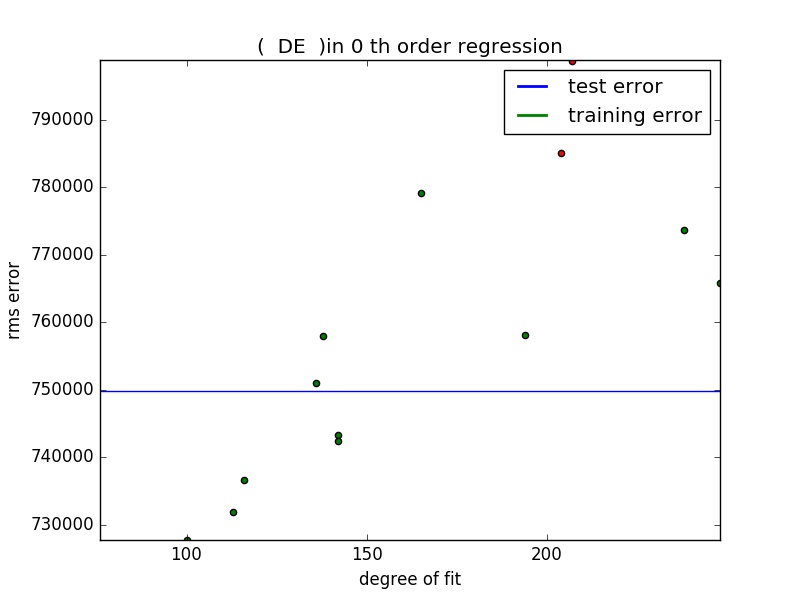 (  DE  )in 0 th order regression
test error
training error
790000
780000
770000
760000
750000
740000
730000
rms error
100 150 200
degree of fit